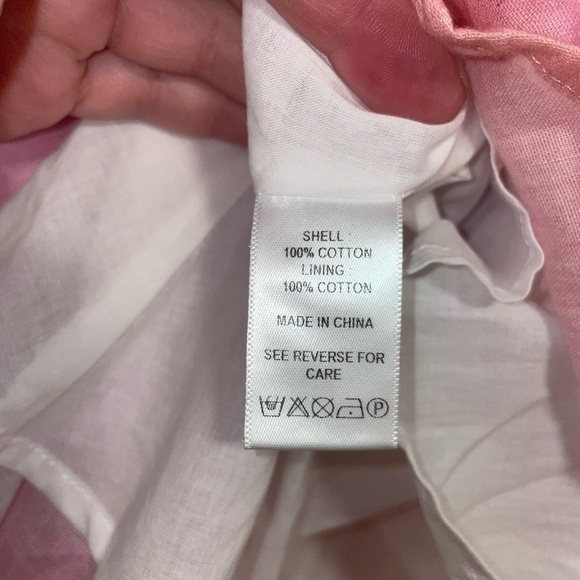 SHELL :
100% COTTON
LINING :
100% COTTON
MADE IN CHINA
SEE REVERSE FOR
CARE
P